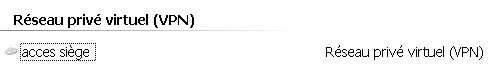 Réseau privé virtuel (VPN)
acces siège Réseau privé virtuel (VPN)